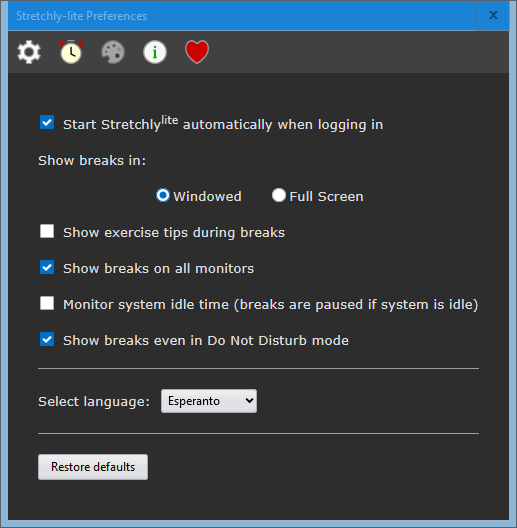 Stretchly-lite Preferences
Start Stretchlylite automatically when logging in
Show breaks in:
Windowed Full Screen
Show exercise tips during breaks
Show breaks on all monitors
Monitor system idle time (breaks are paused if system is idle)
Show breaks even in Do Not Disturb mode
Select language: Esperanto
Restore defaults